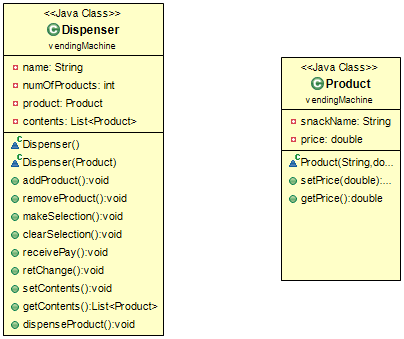 <<Java Class>>
Dispenser
vendingMachine
name: String
numOfProducts: int
product: Product
contents: List<Product>
Dispenser()
Dispenser(Product)
addProduct():void
removeProduct():void
makeSelection():void
clearSelection():void
receivePay():void
retChange():void
setContents():void
getContents():List<Product>
dispenseProduct():void
<<Java Class>>
Product
vendingMachine
snackName: String
price: double
Product(String,do...
setPrice(double):...
getPrice():double